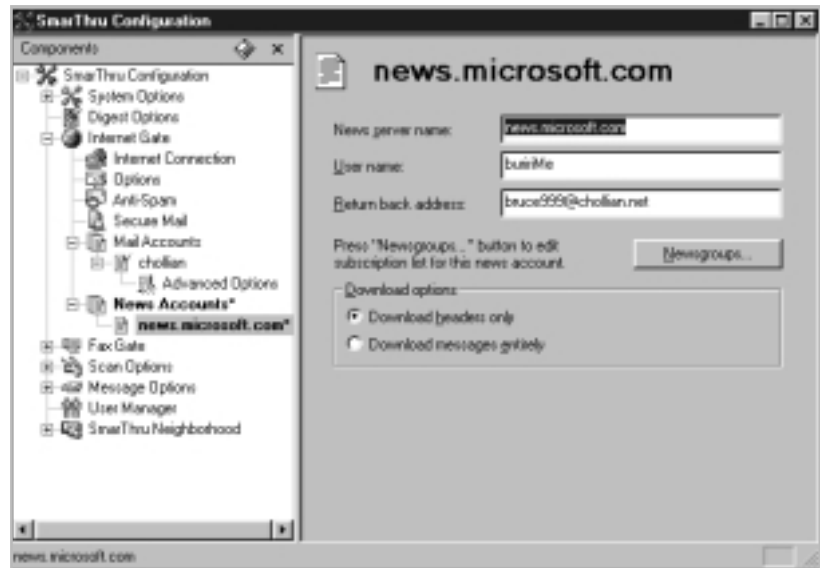 SmarThru Configuration
Components
SmarThru Configuration
System Options
Digest Options
Internet Gate
Internet Connection
Options
Anti-Spam
Secure Mail
Mail Accounts
chollian
Advanced Options
News Accounts*
news.microsoft.com*
Fax Gate
Scan Options
Message Options
User Manager
SmarThru Neighborhood
news.microsoft.com
News server name:
news.microsoft.com
User name:
Return back address:
bruce999@chollian.net
Press "Newsgroups..." button to edit
subscription list for this news account.
Newsgroups...
Download options
Download headers only
Download messages entirely
news.microsoft.com